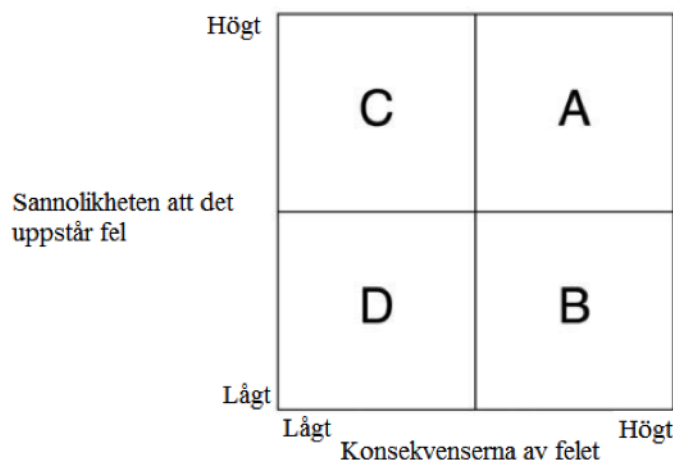 Högt
C
A
Sannolikheten att det
uppstår fel
D
B
Lågt
Lågt
Högt
Konsekvenserna av felet